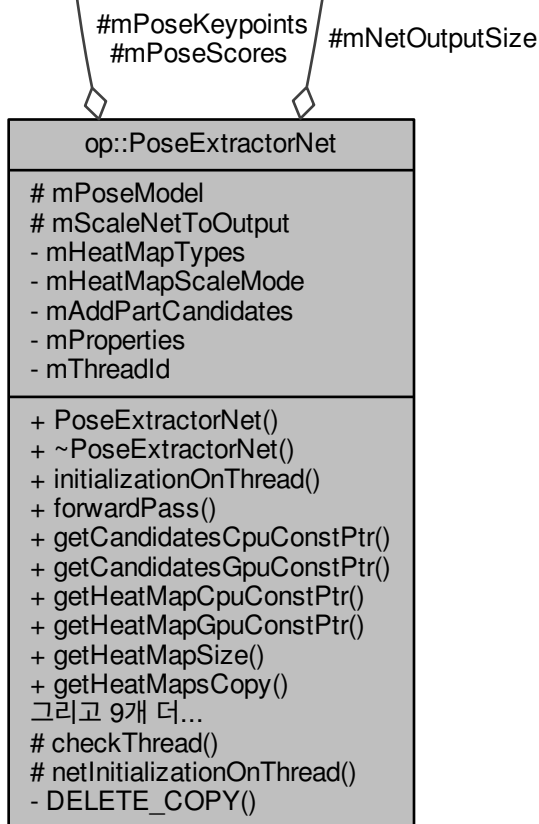 #mPoseKeypoints
#mPoseScores
#mNetOutputSize
op::PoseExtractorNet
# mPoseModel
# mScaleNetToOutput
- mHeatMapTypes
- mHeatMapScaleMode
- mAddPartCandidates
- mProperties
- mThreadId
+ PoseExtractorNet()
+ ~PoseExtractorNet()
+ initializationOnThread()
+ forwardPass()
+ getCandidatesCpuConstPtr()
+ getCandidatesGpuConstPtr()
+ getHeatMapCpuConstPtr()
+ getHeatMapGpuConstPtr()
+ getHeatMapSize()
+ getHeatMapsCopy()
그리고 9개 더...
# checkThread()
# netInitializationOnThread()
- DELETE_COPY()